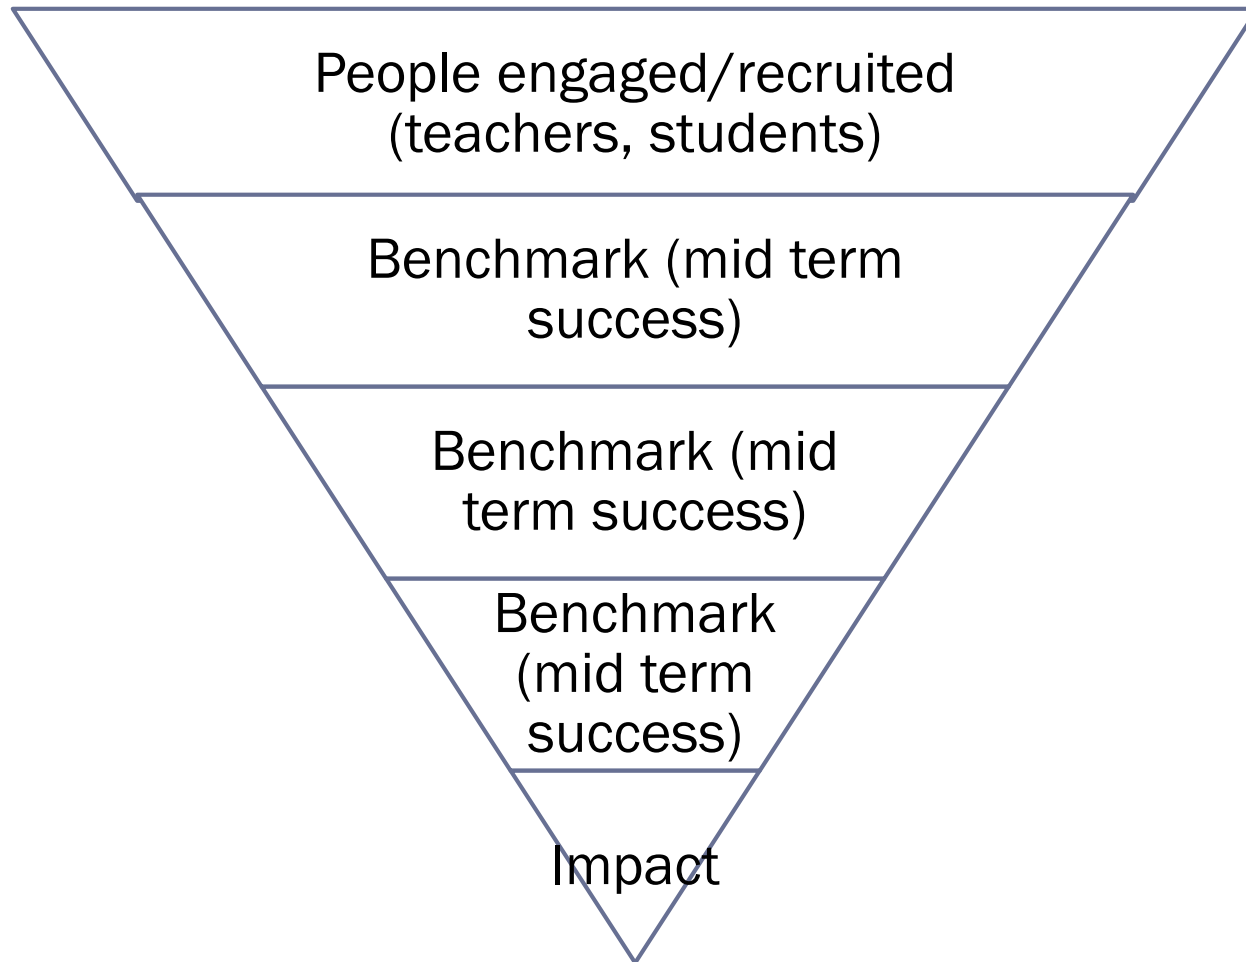 People engaged/recruited
(teachers, students)
Benchmark (mid term
success)
Benchmark (mid
term success)
Benchmark
(mid term
success)
Impact